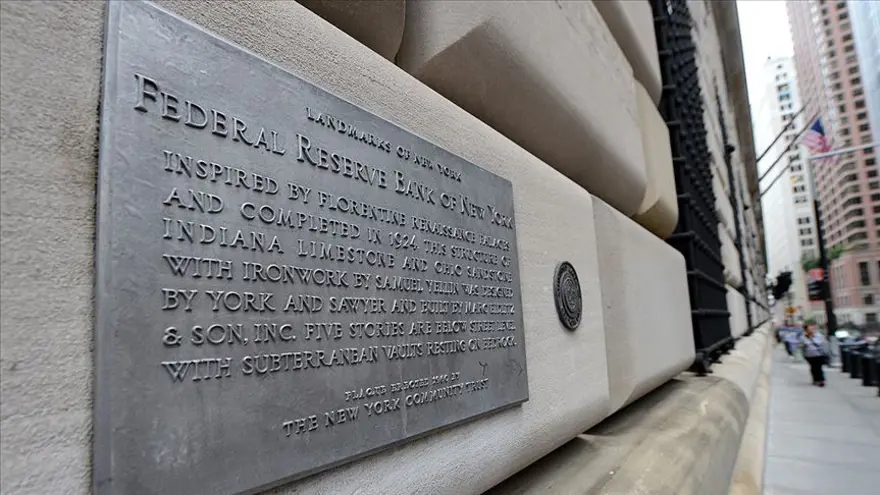 LANDMARKS OF NEW YORK
FEDERAL RESERVE BANK OF NEW YORK
INSPIRED BY FLORENTINE RENAISSANCE PALACES
AND COMPLETED IN 1924, THIS STRUCTURE OF
INDIANA LIMESTONE AND OHIO SANDSTONE
WITH IRONWORK BY SAMUEL YELLIN WAS DESIGNED
BY YORK AND SAWYER AND BUILT BY MARC EIDLITZ
& SON, INC. FIVE STORIES ARE BELOW STREET LEVEL
WITH SUBTERRANEAN VAULTS RESTING ON BEDROCK.
PLAQUE ERECTED BY
THE NEW YORK COMMUNITY TRUST